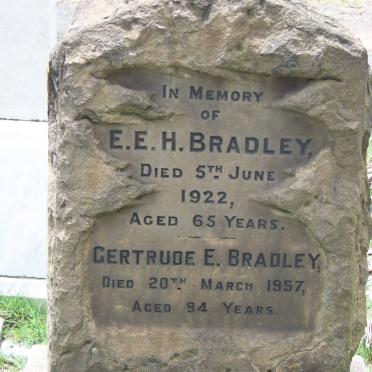 IN MEMORY
OF
E.E.H. BRADLEY,
DIED 5TH JUNE
1922,
AGED 65 YEARS.
GERTRUDE E. BRADLEY,
DIED 20TH MARCH 1957,
AGED 94 YEARS.